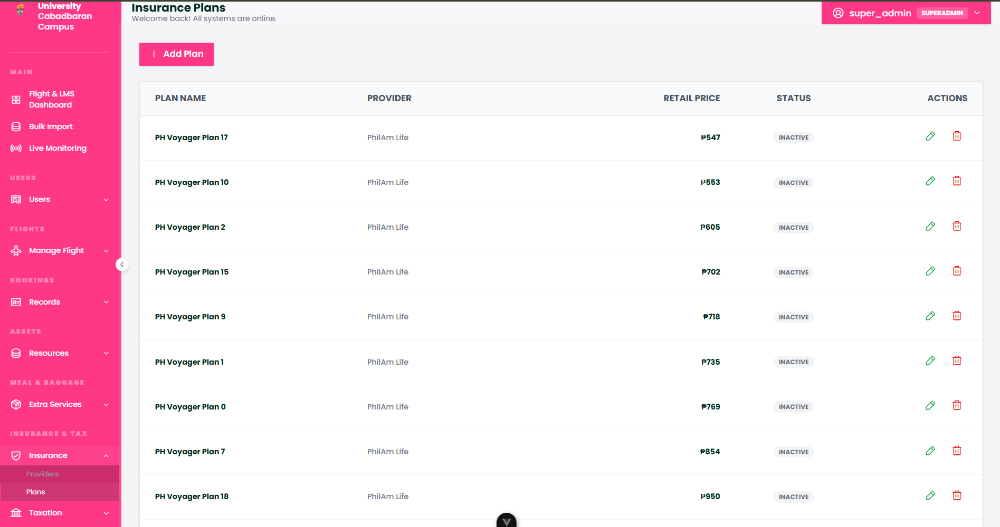 University
Cabadbaran
Campus
Insurance Plans
Welcome back! All systems are online.
super_admin SUPERADMIN
MAIN
Flight & LMS
Dashboard
Bulk Import
Live Monitoring
USERS
Users
FLIGHTS
Manage Flight
BOOKINGS
Records
ASSETS
Resources
MEAL & BAGGAGE
Extra Services
INSURANCE & TAX
Insurance
Providers
Plans
Taxation
+ Add Plan
PLAN NAME PROVIDER RETAIL PRICE STATUS ACTIONS
PH Voyager Plan 17 PhilAm Life ₱547 INACTIVE
PH Voyager Plan 10 PhilAm Life ₱553 INACTIVE
PH Voyager Plan 2 PhilAm Life ₱605 INACTIVE
PH Voyager Plan 15 PhilAm Life ₱702 INACTIVE
PH Voyager Plan 9 PhilAm Life ₱718 INACTIVE
PH Voyager Plan 1 PhilAm Life ₱735 INACTIVE
PH Voyager Plan 0 PhilAm Life ₱769 INACTIVE
PH Voyager Plan 7 PhilAm Life ₱854 INACTIVE
PH Voyager Plan 18 PhilAm Life ₱950 INACTIVE